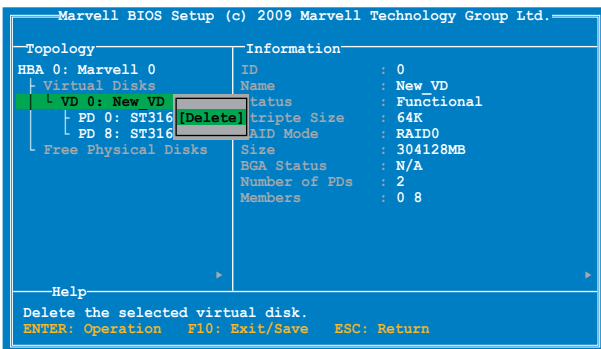 Marvell BIOS Setup (c) 2009 Marvell Technology Group Ltd.
Topology
HBA 0: Marvell 0
Virtual Disks
VD 0: New_VD
PD 0: ST316
PD 8: ST316
Free Physical Disks
[Delete]
Information
ID : 0
Name : New_VD
tatus : Functional
tripte Size : 64K
AID Mode : RAID0
Size : 304128MB
BGA Status : N/A
Number of PDs : 2
Members : 0 8
Help
Delete the selected virtual disk.
ENTER: Operation F10: Exit/Save ESC: Return